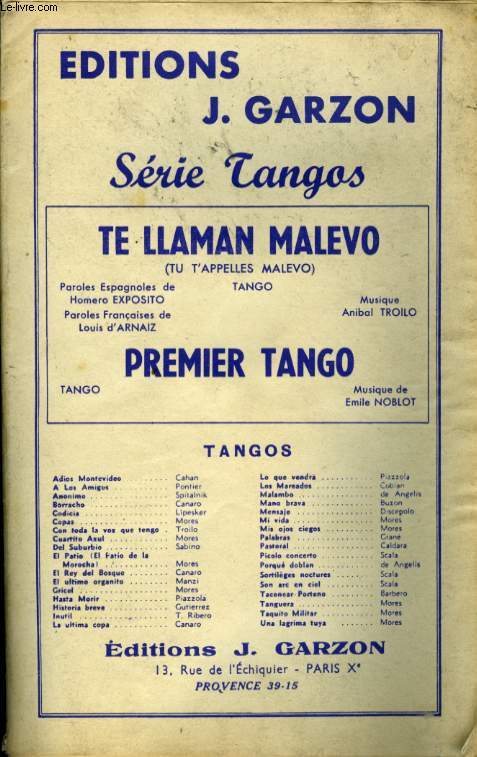 Le-livre.com
EDITIONS
J. GARZON
Série Tangos
TE LLAMAN MALEVO
(TU T'APPELLES MALEVO)
Paroles Espagnoles de
Homero EXPOSITO
Paroles Françaises de
Louis d'ARNAIZ
TANGO
Musique
Anibal TROILO
PREMIER TANGO
TANGO
Musique de
Emile NOBLOT
TANGOS
Adios Montevideo ........ Cahan
A Los Amigos ........ Pontier
Anonimo ........ Spitalnik
Borracho ........ Canaro
Codicia ........ Lipesker
Copas ........ Mores
Con toda la voz que tengo . Troilo
Cuartito Azul ........ Mores
Del Suburbio ........ Sabino
El Patio (El Fatio de la
Morocha) ........ Mores
El Rey del Bosque ........ Canaro
El ultimo organito ........ Manzi
Gricel ........ Mores
Hasta Morir ........ Piazzola
Historia breve ........ Gutierrez
Inutil ........ T. Ribero
La ultima copa ........ Canaro
Lo que vendra ........ Piazzola
Los Mareados ........ Cobian
Malambo ........ de Angelis
Mano brava ........ Buzon
Mensaje ........ Discepolo
Mi vida ........ Mores
Mis ojos ciegos ........ Mores
Palabras ........ Giane
Pastoral ........ Caldara
Picolo concerto ........ Scala
Porqué doblan ........ de Angelis
Sortilèges noctures ........ Scala
Son arc en ciel ........ Scala
Taconear Porteno ........ Barbero
Tanguera ........ Mores
Taquito Militar ........ Mores
Una lagrima tuya ........ Mores
Éditions J. GARZON
13, Rue de l'Échiquier - PARIS Xe
PROVENCE 39-15